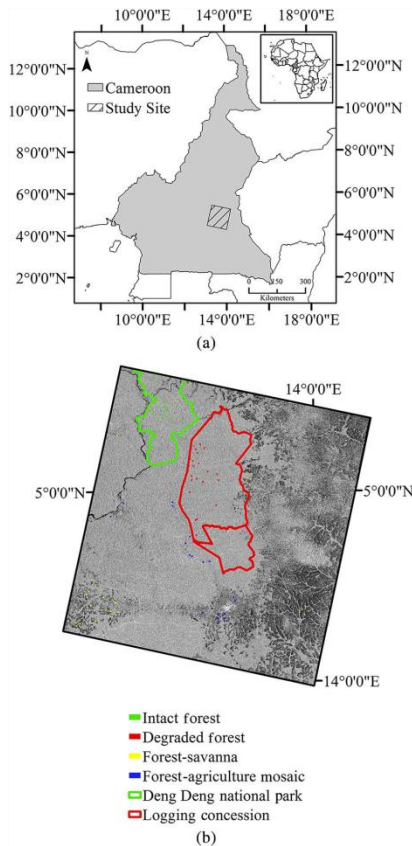 10°0'0"E 14°0'0"E 18°0'0"E
N
12°0'0"N 12°0'0"N
Cameroon
Study Site
10°0'0"N 10°0'0"N
8°0'0"N 8°0'0"N
6°0'0"N 6°0'0"N
4°0'0"N 4°0'0"N
2°0'0"N 2°0'0"N
0 150 300
Kilometers
10°0'0"E 14°0'0"E 18°0'0"E
(a)
14°0'0"E
5°0'0"N 5°0'0"N
14°0'0"E
Intact forest
Degraded forest
Forest-savanna
Forest-agriculture mosaic
Deng Deng national park
Logging concession
(b)